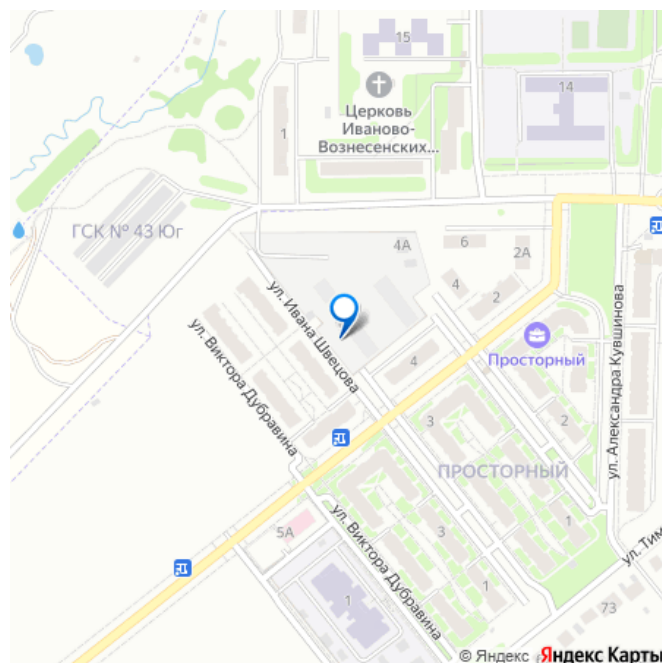 15
14
Церковь
Иваново-
Вознесенских...
1
ГСК № 43 Юг
4А
6
2А
4
2
ул. Ивана Швецова
ул. Виктора Дубравина
Просторный
ул. Александра Кувшинова
4
3
2
ПРОСТОРНЫЙ
5А
ул. Виктора Дубравина
3
1
1
ул. Тим
1
73
© Яндекс Яндекс Карты